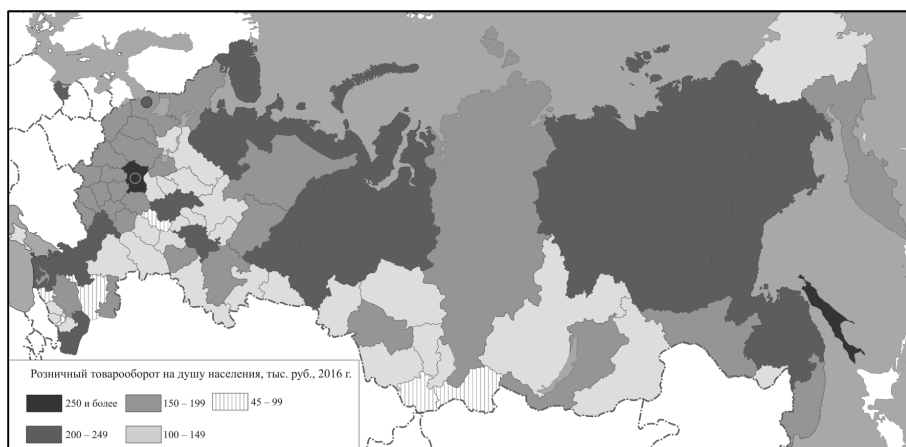 Розничный товарооборот на душу населения, тыс. руб., 2016 г.
250 и более 150 – 199 45 – 99
200 – 249 100 – 149